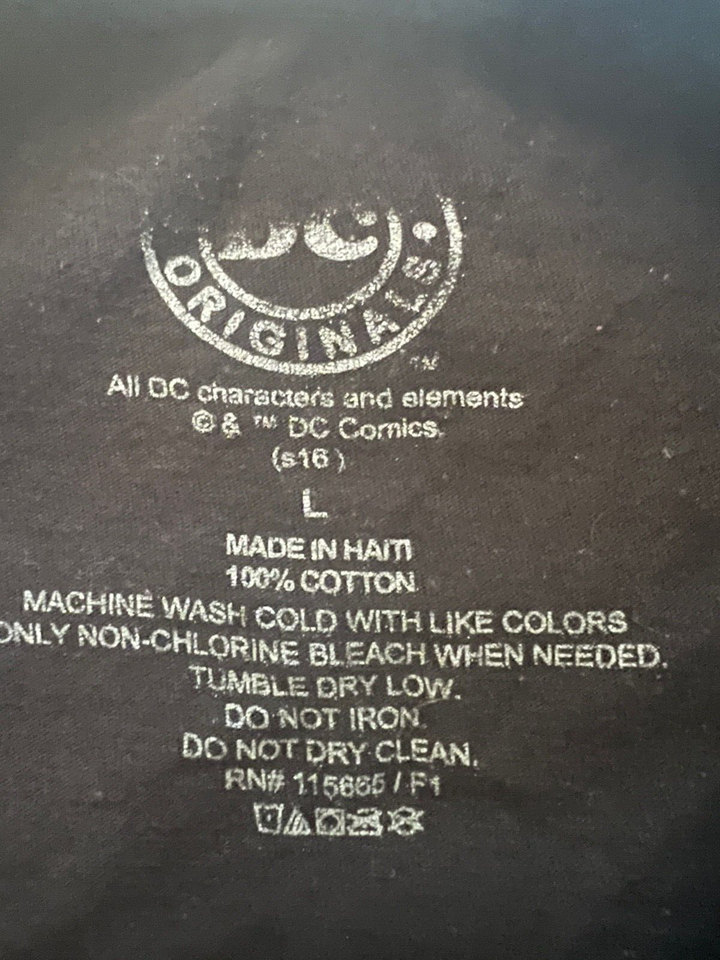 DC
ORIGINALS
TM
All DC characters and elements
© & ™ DC Comics.
(s16)
L
MADE IN HAITI
100% COTTON
MACHINE WASH COLD WITH LIKE COLORS
ONLY NON-CHLORINE BLEACH WHEN NEEDED.
TUMBLE DRY LOW.
DO NOT IRON.
DO NOT DRY CLEAN.
RN# 115665 / F1